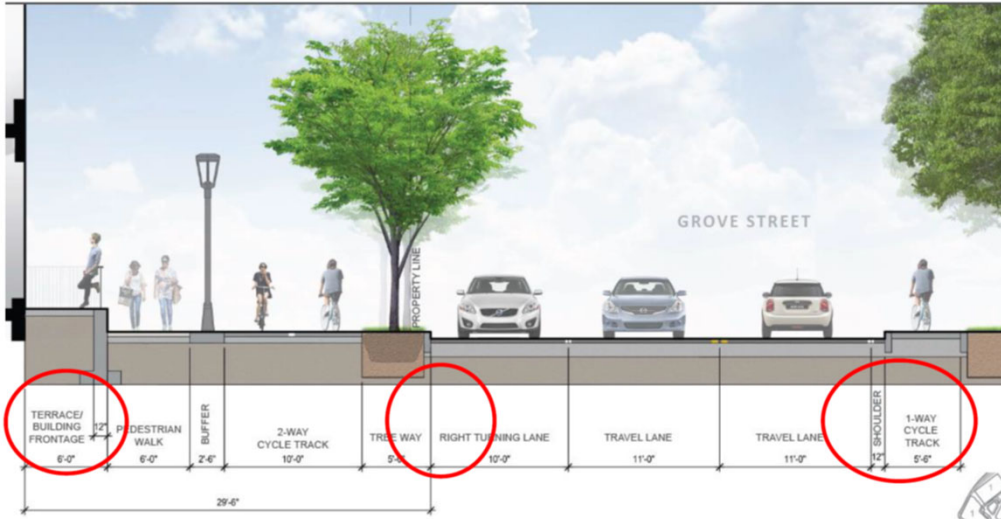 GROVE STREET
PROPERTY LINE
TERRACE/
BUILDING
FRONTAGE
12"
PEDESTRIAN
WALK
BUFFER
2-WAY
CYCLE TRACK
TREE WAY
RIGHT TURNING LANE
TRAVEL LANE
TRAVEL LANE
SHOULDER
1-WAY
CYCLE
TRACK
6'-0"
6'-0"
2'-6"
10'-0"
5'-0"
10'-0"
11'-0"
11'-0"
12"
5'-6"
29'-6"